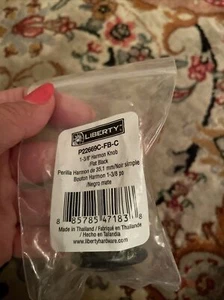 LIBERTY
P22669C-FB-C
1-3/8" Harmon Knob
/Flat Black
Perilla Harmon de 35,1 mm/Noir simple
Bouton Harmon 1-3/8 po
/Negro mate
8 85785 47183
Made in Thailand / Fabriqué en Thailande
/ Hecho en Tailandia
www.libertyhardware.com